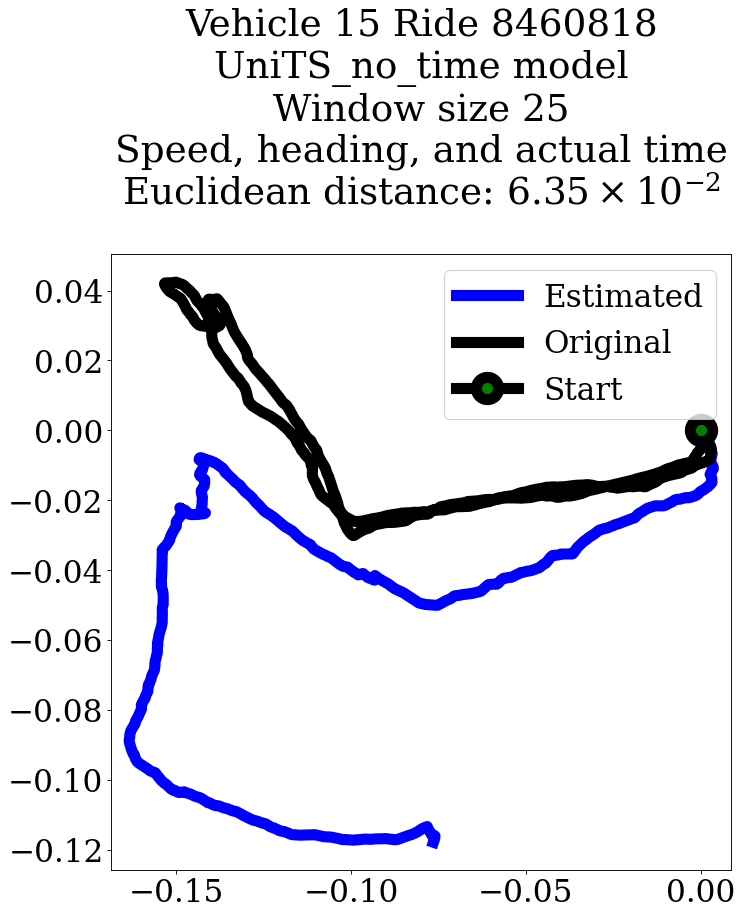 Vehicle 15 Ride 8460818
UniTS_no_time model
Window size 25
Speed, heading, and actual time
Euclidean distance: 6.35 × 10⁻²
Estimated
Original
Start
0.04
0.02
0.00
−0.02
−0.04
−0.06
−0.08
−0.10
−0.12
−0.15 −0.10 −0.05 0.00